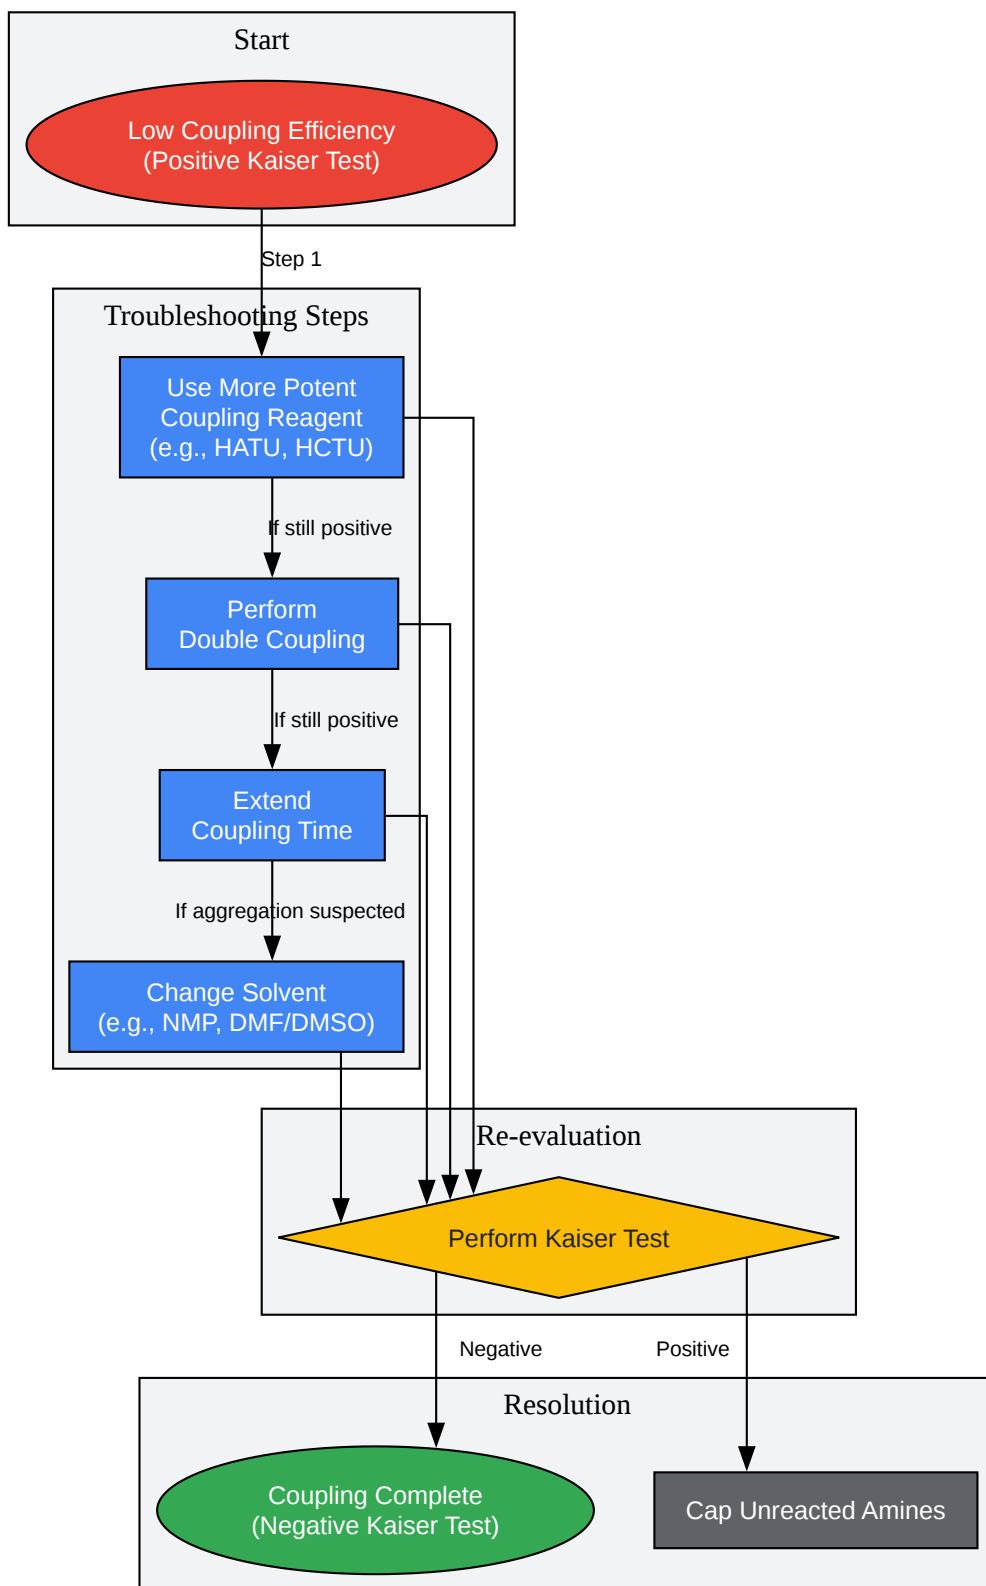 Start
Low Coupling Efficiency
(Positive Kaiser Test)
Step 1
Troubleshooting Steps
Use More Potent
Coupling Reagent
(e.g., HATU, HCTU)
If still positive
Perform
Double Coupling
If still positive
Extend
Coupling Time
If aggregation suspected
Change Solvent
(e.g., NMP, DMF/DMSO)
Re-evaluation
Perform Kaiser Test
Negative
Positive
Resolution
Coupling Complete
(Negative Kaiser Test)
Cap Unreacted Amines